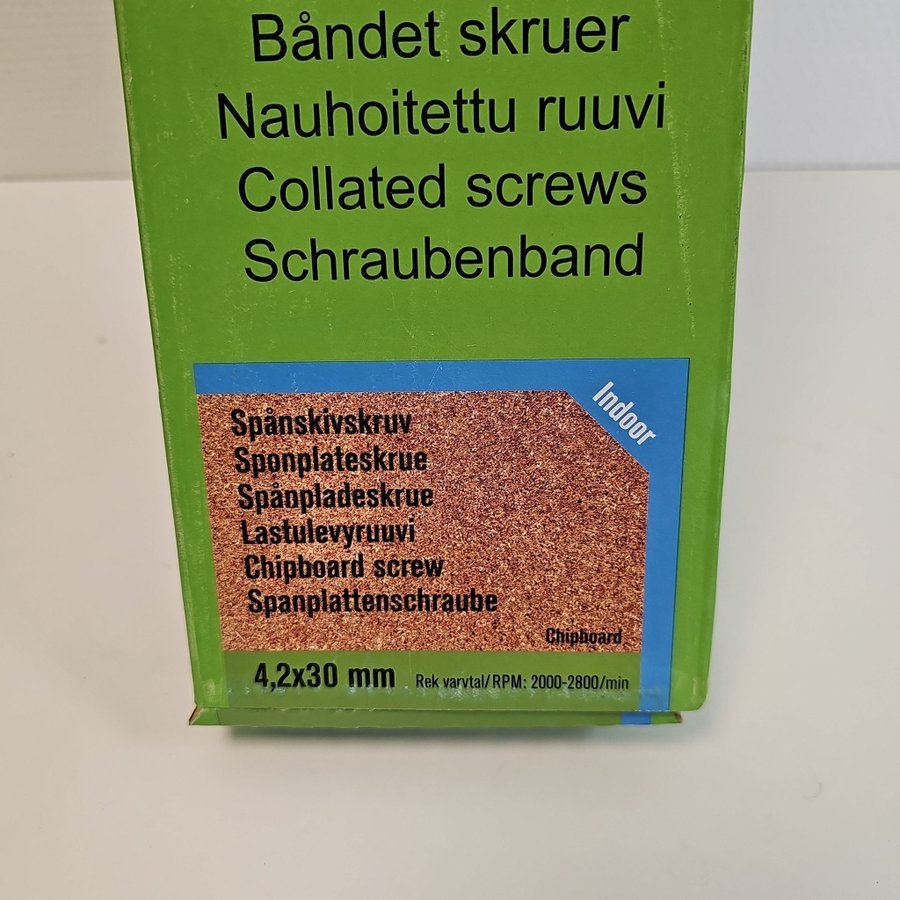 Båndet skruer
Nauhoitettu ruuvi
Collated screws
Schraubenband
Indoor
Spånskivskruv
Sponplateskrue
Spånpladeskrue
Lastulevyruuvi
Chipboard screw
Spanplattenschraube
Chipboard
4,2x30 mm Rek varvtal/RPM: 2000-2800/min